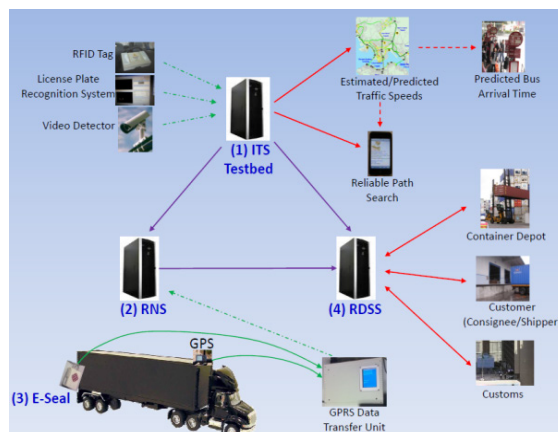 RFID Tag
License Plate
Recognition System
Video Detector
(1) ITS
Testbed
Estimated/Predicted
Traffic Speeds
Predicted Bus
Arrival Time
Reliable Path
Search
Container Depot
(2) RNS
(4) RDSS
Customer
(Consignee/Shipper)
GPS
(3) E-Seal
GPRS Data
Transfer Unit
Customs